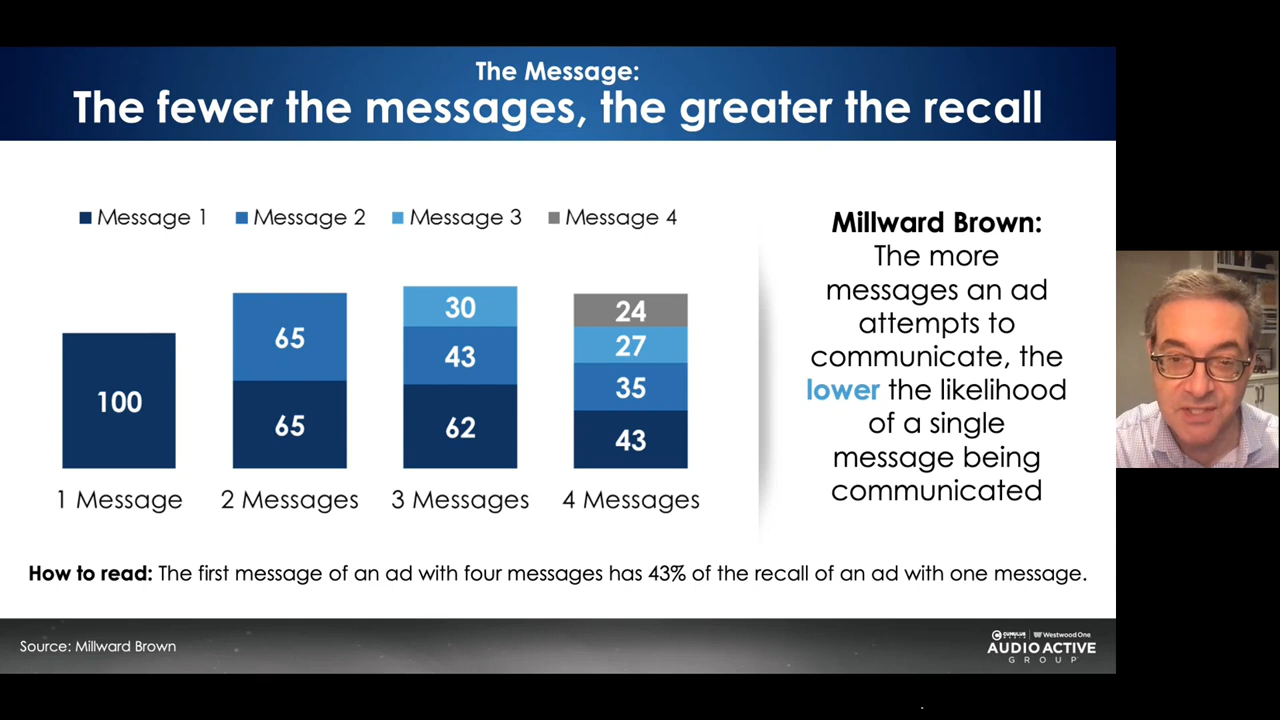 The Message:
The fewer the messages, the greater the recall
Message 1 Message 2 Message 3 Message 4
100
65
65
30
43
62
24
27
35
43
1 Message 2 Messages 3 Messages 4 Messages
Millward Brown:
The more
messages an ad
attempts to
communicate, the
lower the likelihood
of a single
message being
communicated
How to read: The first message of an ad with four messages has 43% of the recall of an ad with one message.
Source: Millward Brown
CUMULUS MEDIA | Westwood One
AUDIO ACTIVE
GROUP